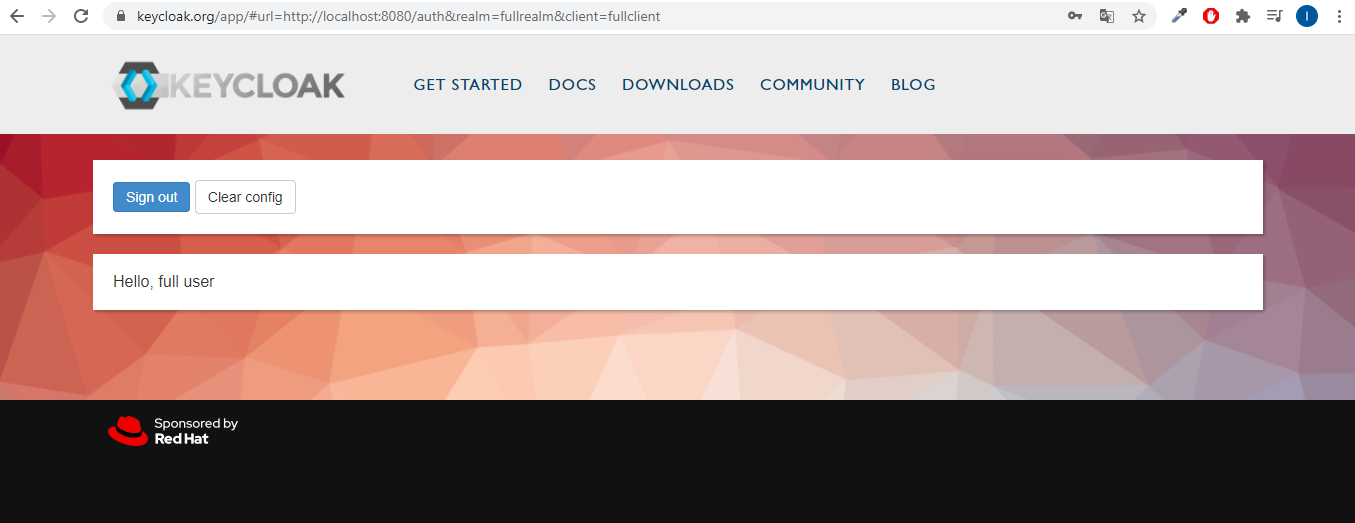 keycloak.org/app/#url=http://localhost:8080/auth&realm=fullrealm&client=fullclient
I
KEYCLOAK
GET STARTED DOCS DOWNLOADS COMMUNITY BLOG
Sign out Clear config
Hello, full user
Sponsored by
Red Hat